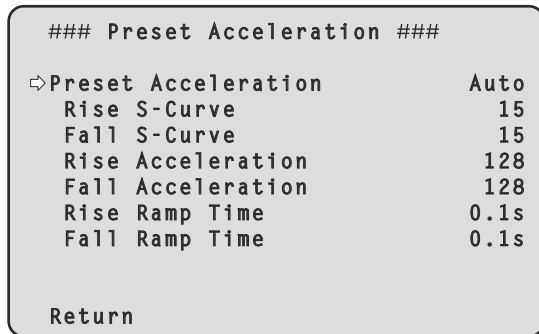 ### Preset Acceleration ###
⇨Preset Acceleration Auto
Rise S-Curve 15
Fall S-Curve 15
Rise Acceleration 128
Fall Acceleration 128
Rise Ramp Time 0.1s
Fall Ramp Time 0.1s
Return